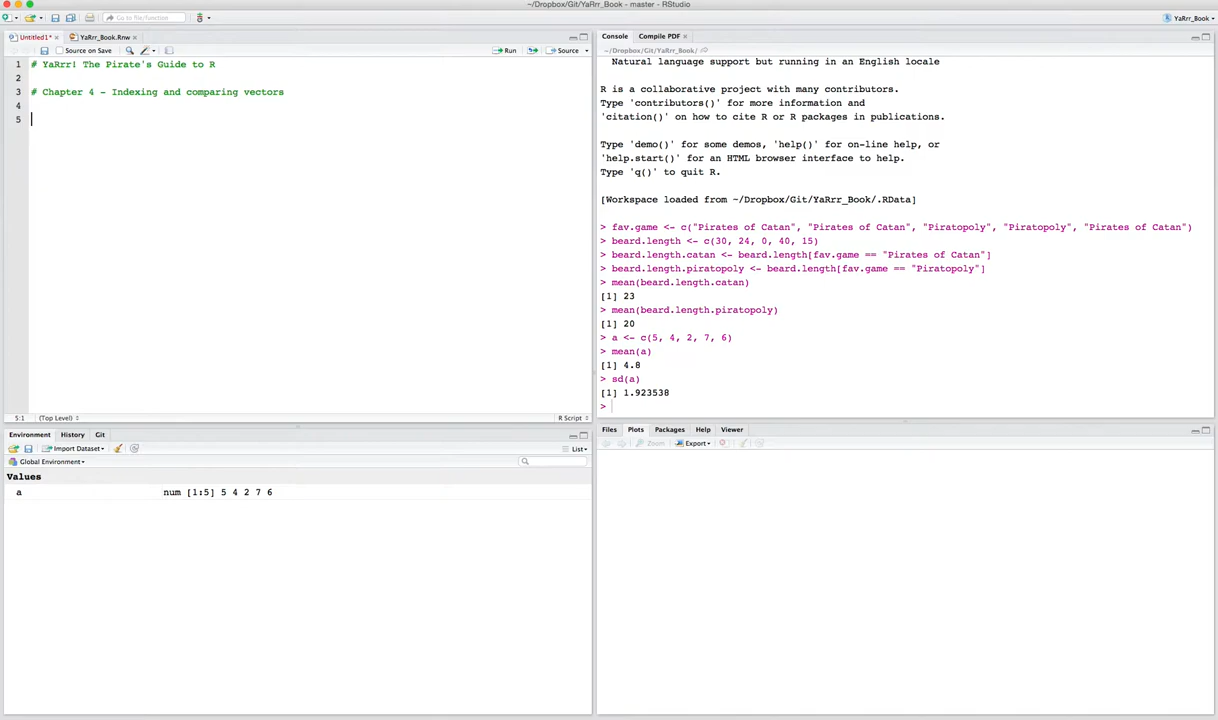 ~/Dropbox/Git/YaRrr_Book - master - RStudio
Go to file/function
YaRrr_Book
Untitled1*
YaRrr_Book.Rnw
Source on Save
Run
Source
1 # YaRrr! The Pirate's Guide to R
2
3 # Chapter 4 - Indexing and comparing vectors
4
5
5:1
(Top Level)
R Script
Environment
History
Git
Import Dataset
List
Global Environment
Values
a num [1:5] 5 4 2 7 6
Console
Compile PDF
~/Dropbox/Git/YaRrr_Book/
Natural language support but running in an English locale
R is a collaborative project with many contributors.
Type 'contributors()' for more information and
'citation()' on how to cite R or R packages in publications.
Type 'demo()' for some demos, 'help()' for on-line help, or
'help.start()' for an HTML browser interface to help.
Type 'q()' to quit R.
[Workspace loaded from ~/Dropbox/Git/YaRrr_Book/.RData]
> fav.game <- c("Pirates of Catan", "Pirates of Catan", "Piratopoly", "Piratopoly", "Pirates of Catan")
> beard.length <- c(30, 24, 0, 40, 15)
> beard.length.catan <- beard.length[fav.game == "Pirates of Catan"]
> beard.length.piratopoly <- beard.length[fav.game == "Piratopoly"]
> mean(beard.length.catan)
[1] 23
> mean(beard.length.piratopoly)
[1] 20
> a <- c(5, 4, 2, 7, 6)
> mean(a)
[1] 4.8
> sd(a)
[1] 1.923538
>
Files
Plots
Packages
Help
Viewer
Zoom
Export